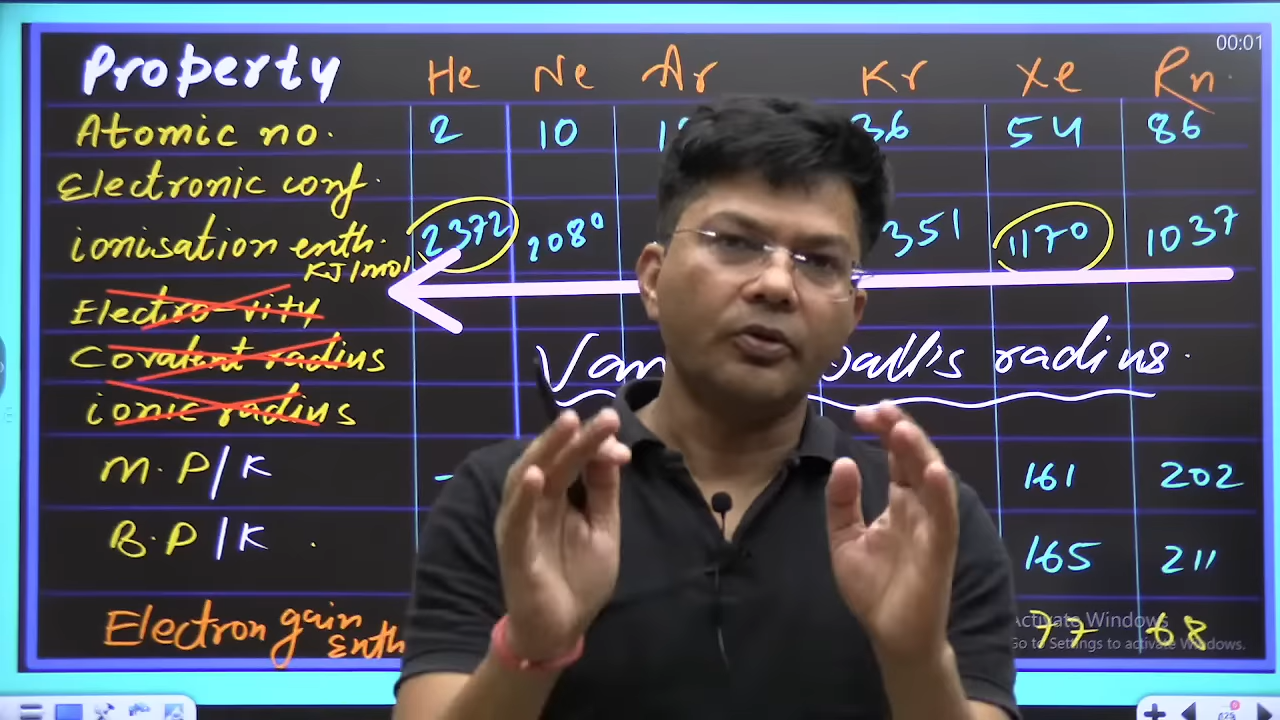 00:01
Property He Ne Ar Kr Xe Rn
Atomic no. 2 10 36 54 86
Electronic conf.
ionisation enth. 2372 2080 351 1170 1037
KJ/mol
Electro-vity
Covalent radius
Van radius.
ionic radius
M.P/K - 161 202
B.P/K . 165 211
Electron gain 77 68
Enth
Activate Windows
Go to Settings to activate Windows.